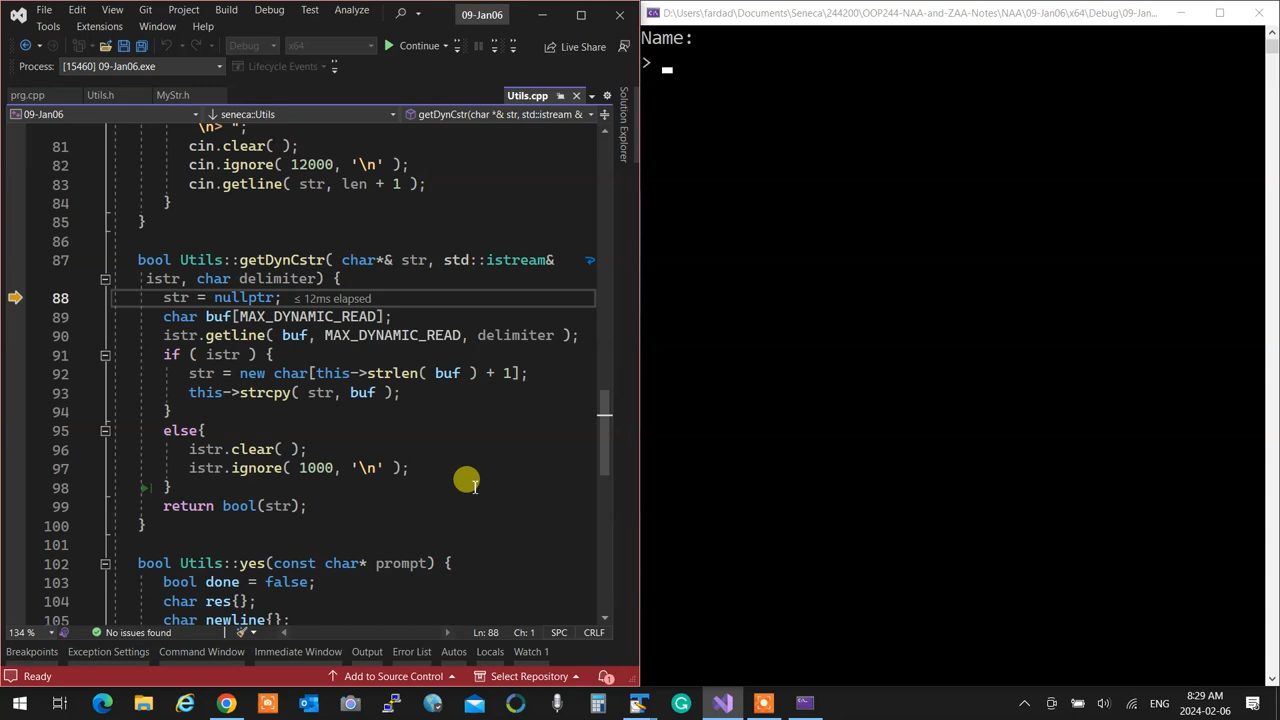 File Edit View Git Project Build
Debug Test Analyze
09-Jan06
Tools Extensions Window Help
Debug x64 Continue Live Share
Process: [15460] 09-Jan06.exe Lifecycle Events
prg.cpp Utils.h MyStr.h Utils.cpp
09-Jan06 seneca::Utils getDynCstr(char *& str, std::istream &
\n> ";
81 cin.clear( );
82 cin.ignore( 12000, '\n' );
83 cin.getline( str, len + 1 );
84 }
85 }
86
87 bool Utils::getDynCstr( char*& str, std::istream&
istr, char delimiter) {
88 str = nullptr; ≤ 12ms elapsed
89 char buf[MAX_DYNAMIC_READ];
90 istr.getline( buf, MAX_DYNAMIC_READ, delimiter );
91 if ( istr ) {
92 str = new char[this->strlen( buf ) + 1];
93 this->strcpy( str, buf );
94 }
95 else{
96 istr.clear( );
97 istr.ignore( 1000, '\n' );
98 }
99 return bool(str);
100 }
101
102 bool Utils::yes(const char* prompt) {
103 bool done = false;
104 char res{};
105 char newline{};
134 % No issues found Ln: 88 Ch: 1 SPC CRLF
Breakpoints Exception Settings Command Window Immediate Window Output Error List Autos Locals Watch 1
Ready Add to Source Control Select Repository 1
Solution Explorer
D:\Users\fardad\Documents\Seneca\244200\OOP244-NAA-and-ZAA-Notes\NAA\09-Jan06\x64\Debug\09-Jan...
Name:
>
ENG 8:29 AM
2024-02-06